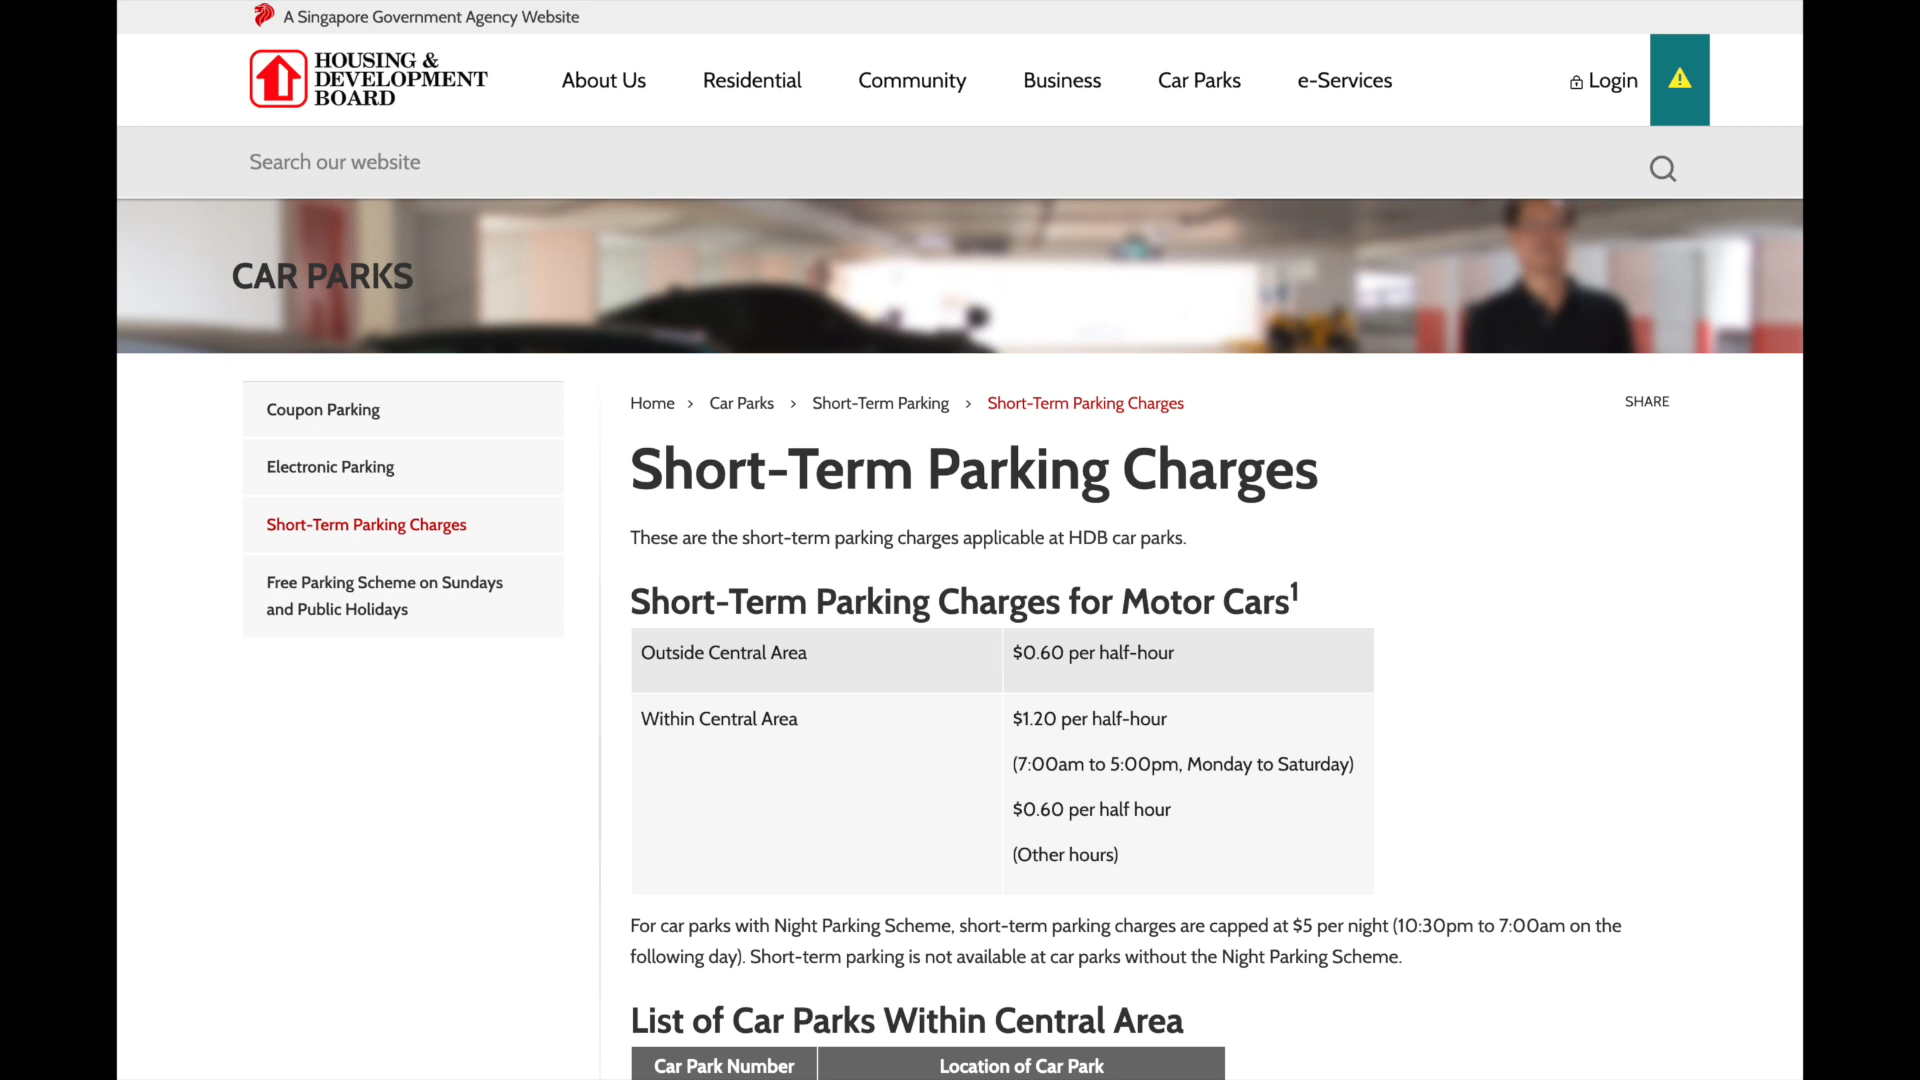 A Singapore Government Agency Website
HOUSING &
DEVELOPMENT
BOARD
About Us
Residential
Community
Business
Car Parks
e-Services
Login
Search our website
CAR PARKS
Coupon Parking
Electronic Parking
Short-Term Parking Charges
Free Parking Scheme on Sundays
and Public Holidays
Home > Car Parks > Short-Term Parking > Short-Term Parking Charges
SHARE
Short-Term Parking Charges
These are the short-term parking charges applicable at HDB car parks.
Short-Term Parking Charges for Motor Cars¹
Outside Central Area
$0.60 per half-hour
Within Central Area
$1.20 per half-hour
(7:00am to 5:00pm, Monday to Saturday)
$0.60 per half hour
(Other hours)
For car parks with Night Parking Scheme, short-term parking charges are capped at $5 per night (10:30pm to 7:00am on the
following day). Short-term parking is not available at car parks without the Night Parking Scheme.
List of Car Parks Within Central Area
Car Park Number
Location of Car Park